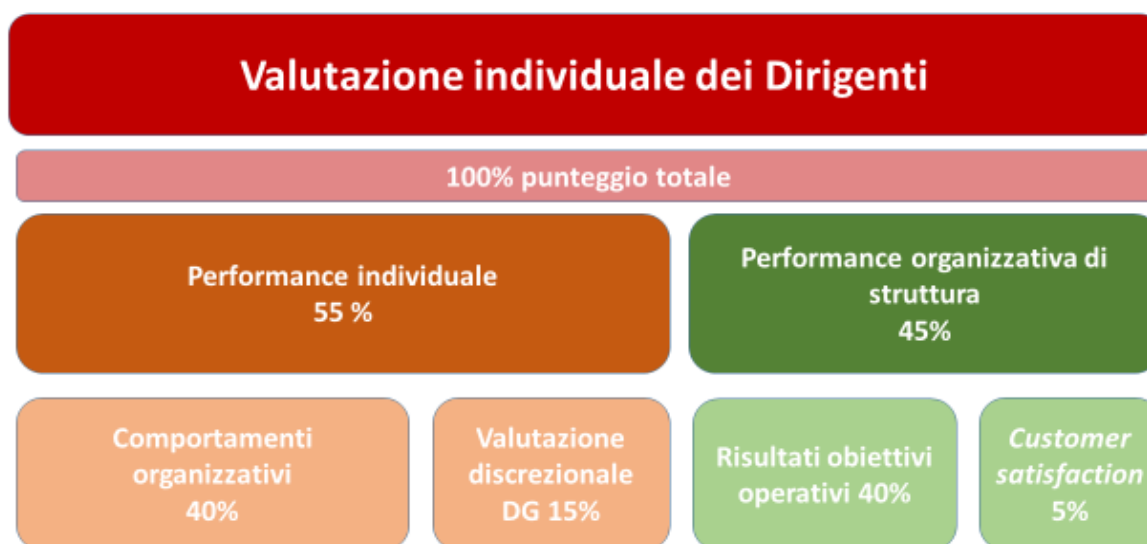 Valutazione individuale dei Dirigenti
100% punteggio totale
Performance individuale
55 %
Performance organizzativa di
struttura
45%
Comportamenti
organizzativi
40%
Valutazione
discrezionale
DG 15%
Risultati obiettivi
operativi 40%
Customer
satisfaction
5%